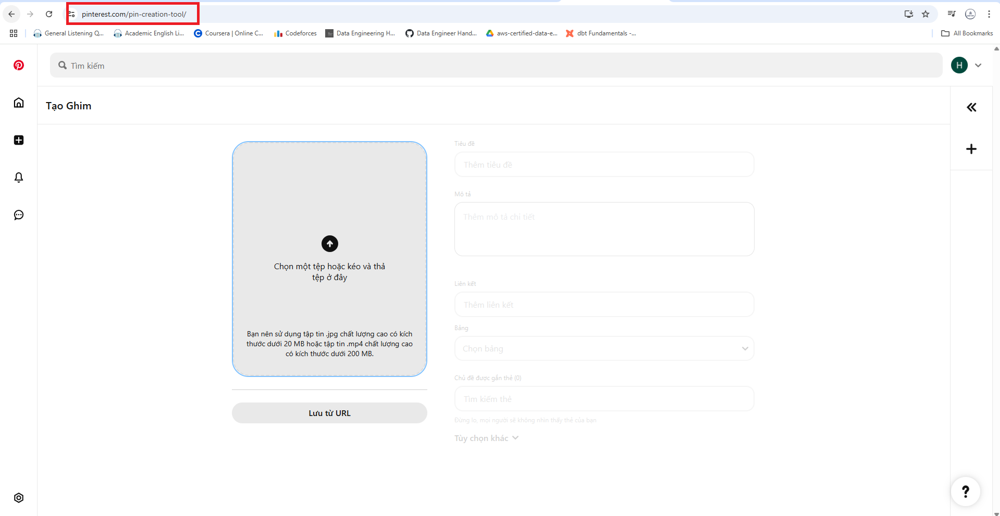 pinterest.com/pin-creation-tool/
General Listening Q...
Academic English Li...
Coursera | Online C...
Codeforces
Data Engineering H...
Data Engineer Hand...
aws-certified-data-e...
dbt Fundamentals -...
All Bookmarks
Tìm kiếm
H
Tạo Ghim
Chọn một tệp hoặc kéo và thả
tệp ở đây
Bạn nên sử dụng tập tin .jpg chất lượng cao có kích
thước dưới 20 MB hoặc tập tin .mp4 chất lượng cao
có kích thước dưới 200 MB.
Lưu từ URL
Tiêu đề
Thêm tiêu đề
Mô tả
Thêm mô tả chi tiết
Liên kết
Thêm liên kết
Bảng
Chọn bảng
Chủ đề được gắn thẻ (0)
Tìm kiếm thẻ
Đừng lo, mọi người sẽ không nhìn thấy thẻ của bạn
Tùy chọn khác
?